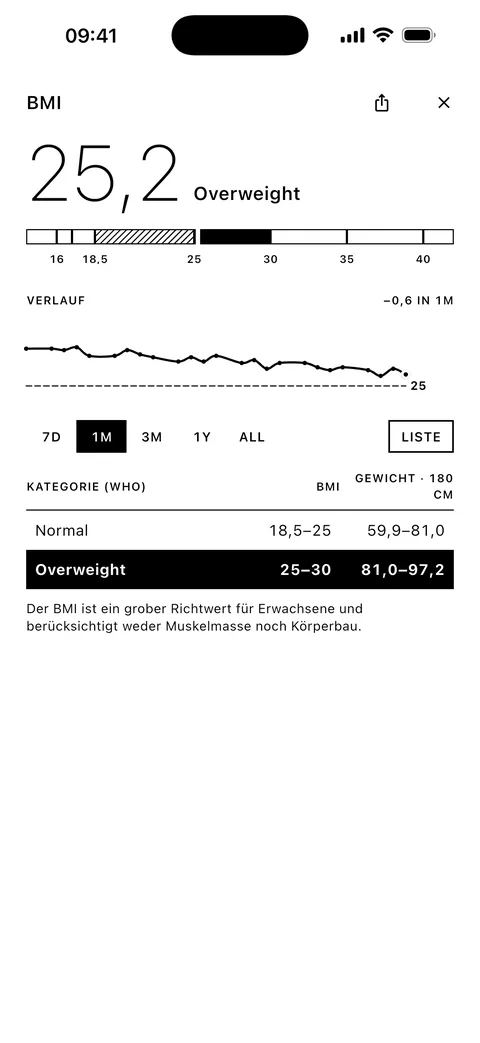 09:41
BMI
25,2 Overweight
16 18,5 25 30 35 40
VERLAUF −0,6 IN 1M
25
7D 1M 3M 1Y ALL LISTE
KATEGORIE (WHO) BMI GEWICHT · 180 CM
Normal 18,5–25 59,9–81,0
Overweight 25–30 81,0–97,2
Der BMI ist ein grober Richtwert für Erwachsene und
berücksichtigt weder Muskelmasse noch Körperbau.